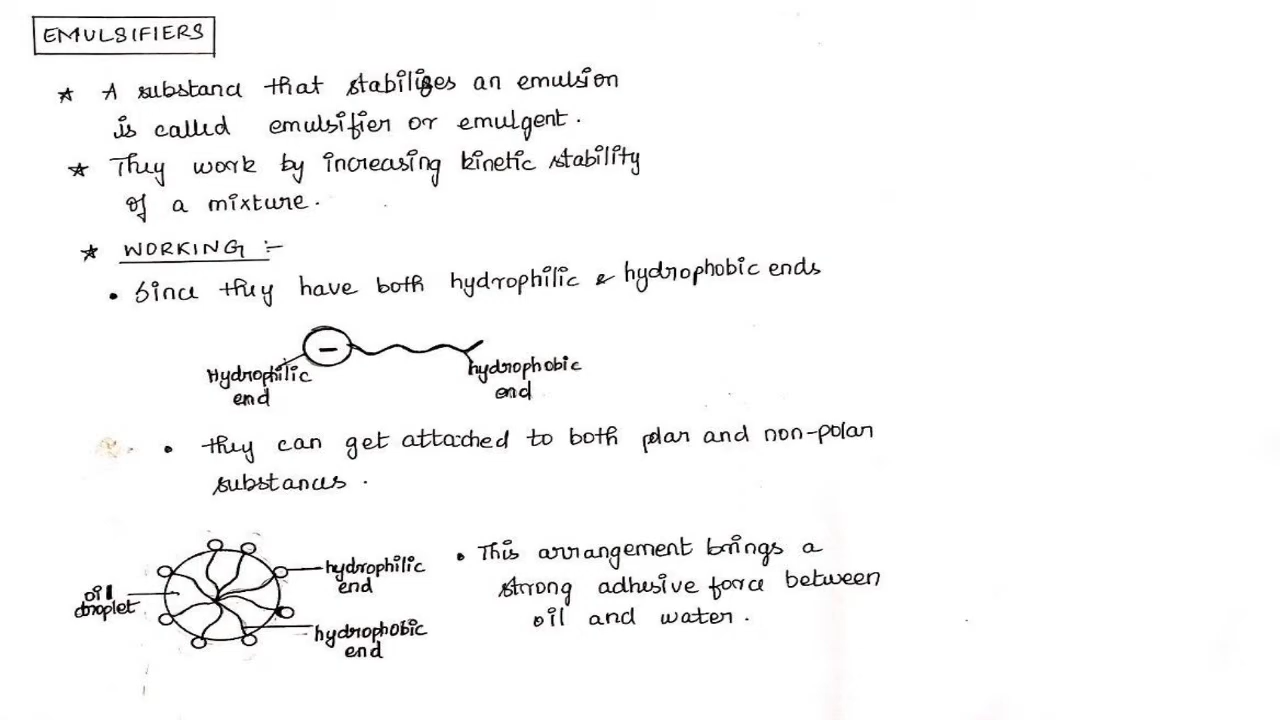 EMULSIFIERS
★ A substance that stabilizes an emulsion
is called emulsifier or emulgent.
★ They work by increasing kinetic stability
of a mixture.
★ WORKING :-
• Since they have both hydrophilic & hydrophobic ends
−
Hydrophilic
end
hydrophobic
end
• they can get attached to both polar and non-polar
substances.
oil
droplet
hydrophilic
end
hydrophobic
end
• This arrangement brings a
strong adhesive force between
oil and water.